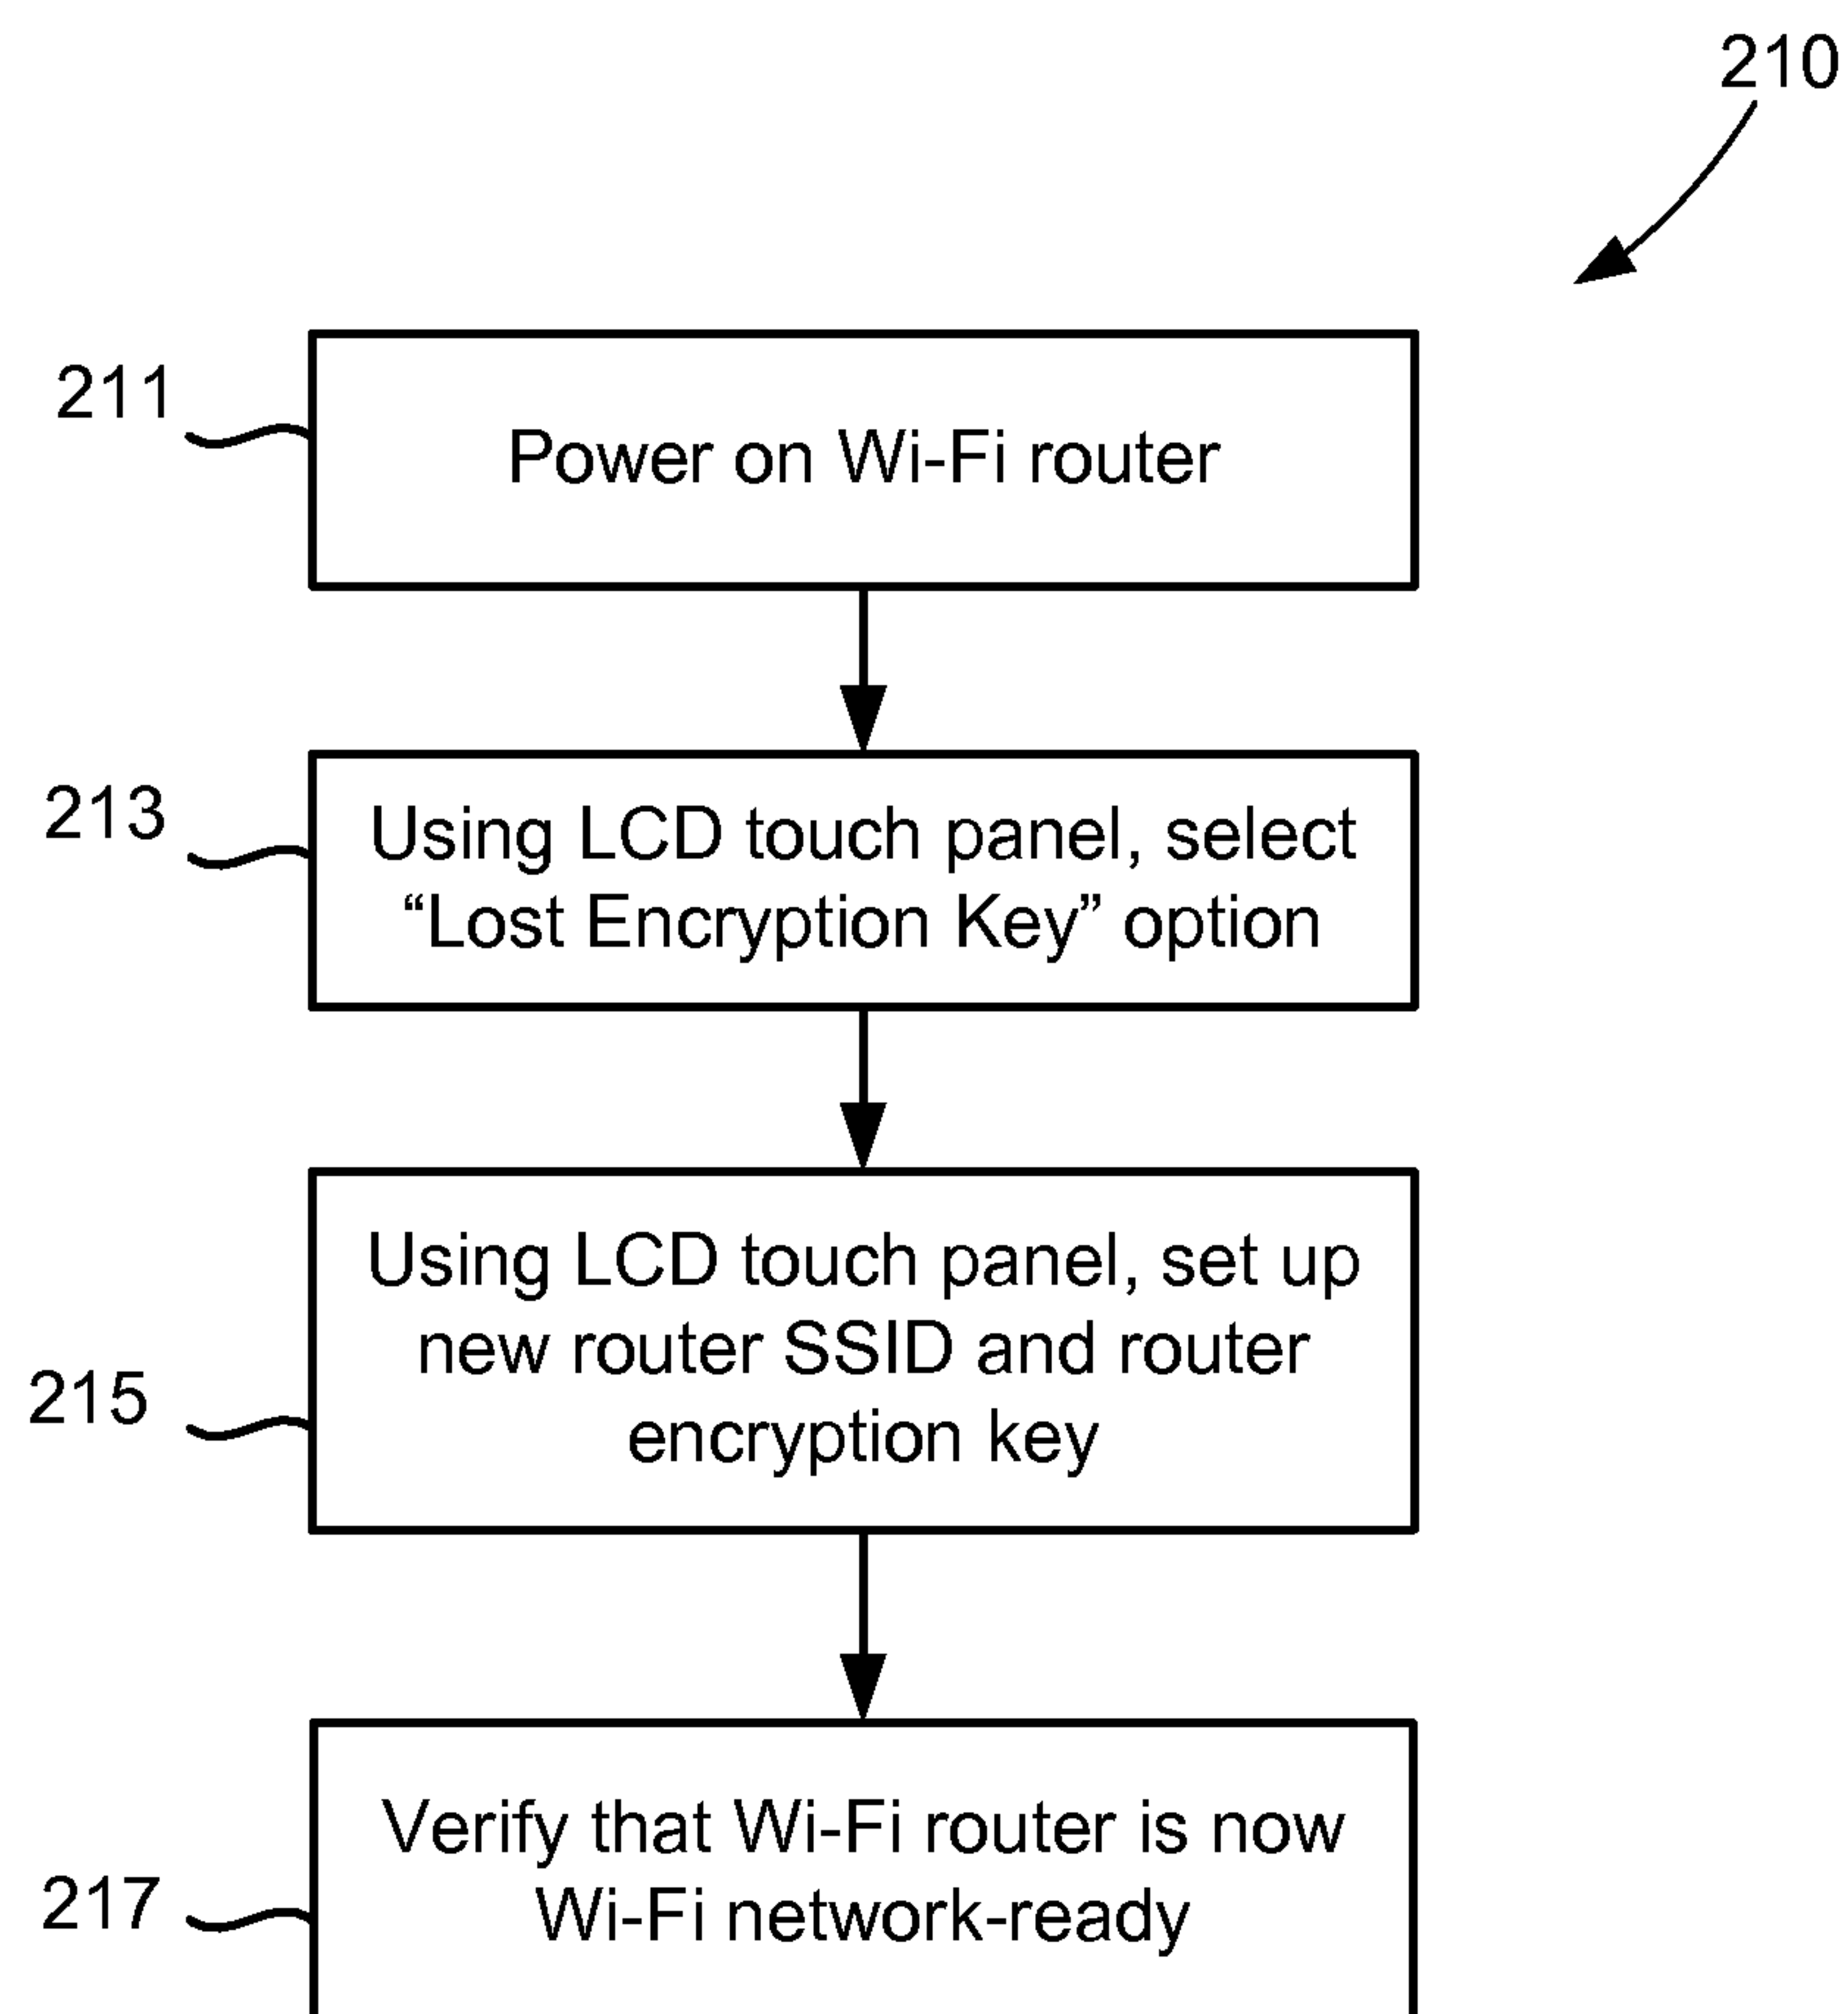 210
211
Power on Wi-Fi router
213
Using LCD touch panel, select
“Lost Encryption Key” option
Using LCD touch panel, set up
new router SSID and router
215
encryption key
Verify that Wi-Fi router is now
217
Wi-Fi network-ready